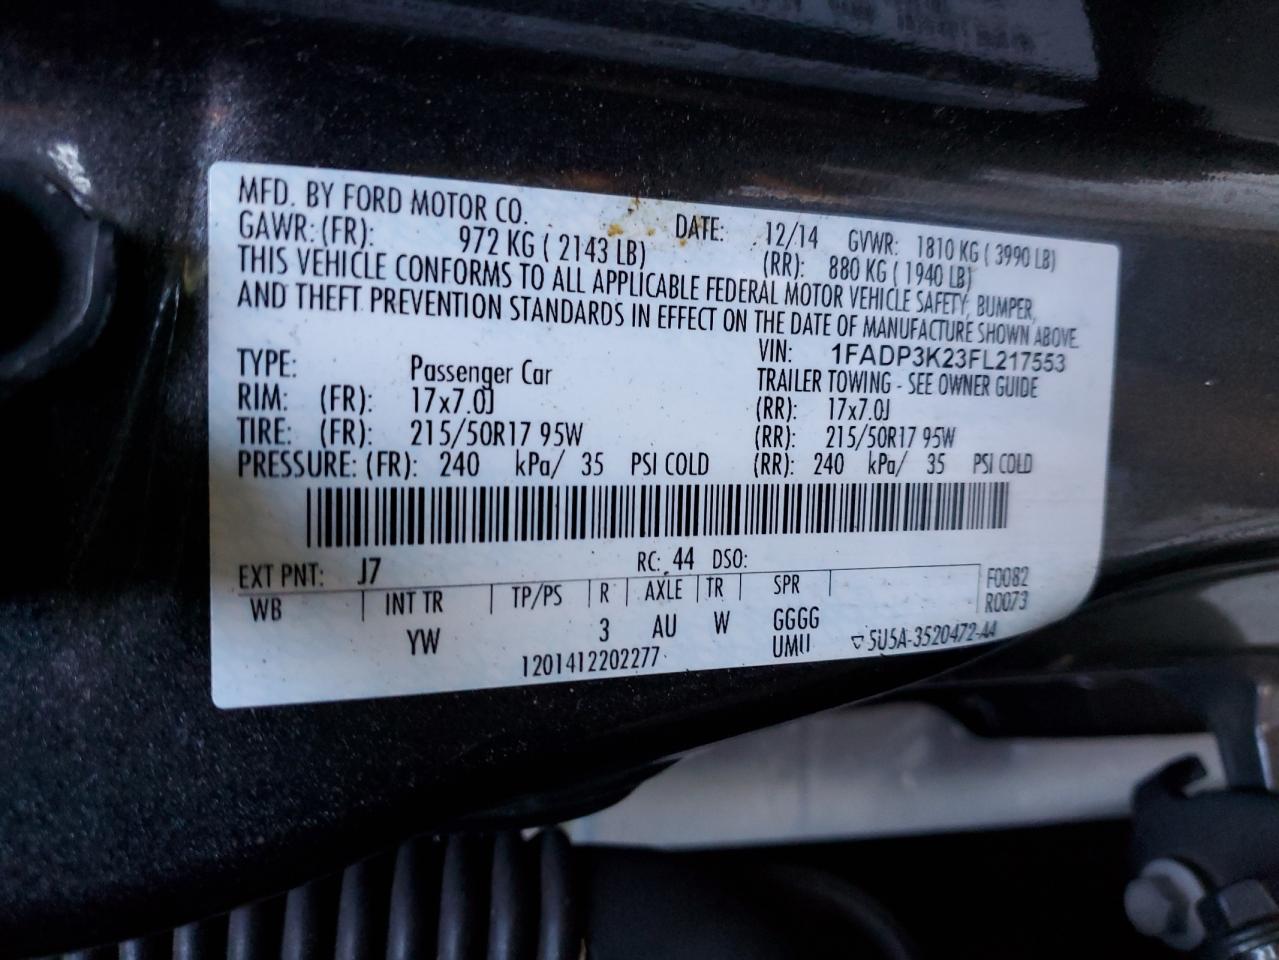 MFD. BY FORD MOTOR CO. DATE: 12/14 GVWR: 1810 KG ( 3990 LB)
GAWR: (FR): 972 KG ( 2143 LB) (RR): 880 KG ( 1940 LB)
THIS VEHICLE CONFORMS TO ALL APPLICABLE FEDERAL MOTOR VEHICLE SAFETY, BUMPER,
AND THEFT PREVENTION STANDARDS IN EFFECT ON THE DATE OF MANUFACTURE SHOWN ABOVE.
VIN: 1FADP3K23FL217553
TYPE: Passenger Car TRAILER TOWING - SEE OWNER GUIDE
RIM: (FR): 17x7.0J (RR): 17x7.0J
TIRE: (FR): 215/50R17 95W (RR): 215/50R17 95W
PRESSURE: (FR): 240 kPa/ 35 PSI COLD (RR): 240 kPa/ 35 PSI COLD
EXT PNT: J7 RC: 44 DSO: F0082
WB INT TR TP/PS R AXLE TR SPR R0073
YW 3 AU W GGGG
1201412202277 UMU ▽5U5A-3520472-AA